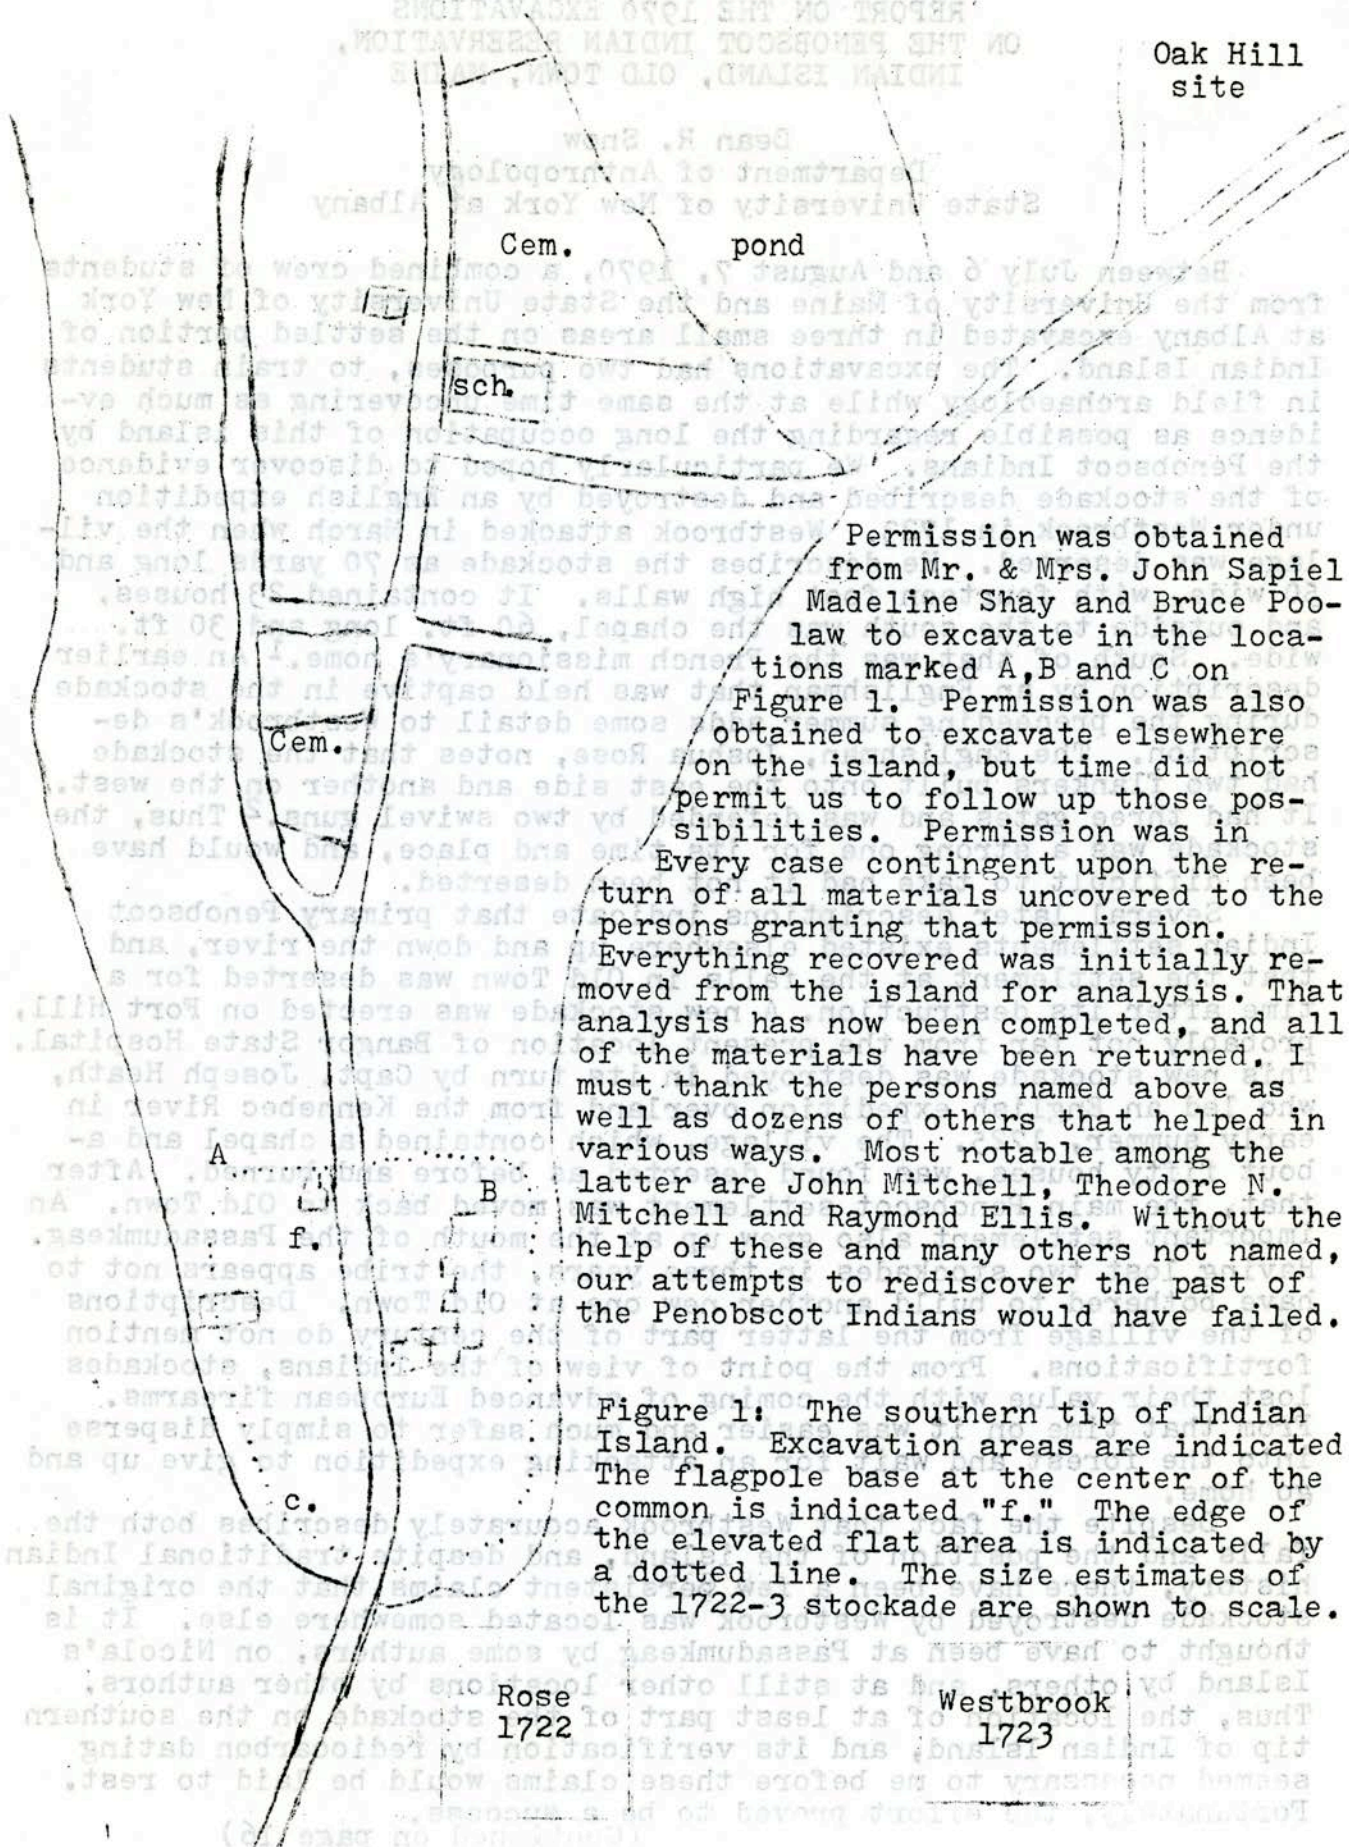 Oak Hill
site
Cem.
pond
sch.
Permission was obtained
from Mr. & Mrs. John Sapiel
Madeline Shay and Bruce Poo-
law to excavate in the loca-
tions marked A,B and C on
Figure 1. Permission was also
obtained to excavate elsewhere
on the island, but time did not
permit us to follow up those pos-
sibilities. Permission was in
Every case contingent upon the re-
turn of all materials uncovered to the
persons granting that permission.
Everything recovered was initially re-
moved from the island for analysis. That
analysis has now been completed, and all
of the materials have been returned. I
must thank the persons named above as
well as dozens of others that helped in
various ways. Most notable among the
latter are John Mitchell, Theodore N.
Mitchell and Raymond Ellis. Without the
help of these and many others not named,
our attempts to rediscover the past of
the Penobscot Indians would have failed.
Cem.
A
B
f.
c.
Figure 1: The southern tip of Indian
Island. Excavation areas are indicated
The flagpole base at the center of the
common is indicated "f." The edge of
the elevated flat area is indicated by
a dotted line. The size estimates of
the 1722-3 stockade are shown to scale.
Rose
1722
Westbrook
1723